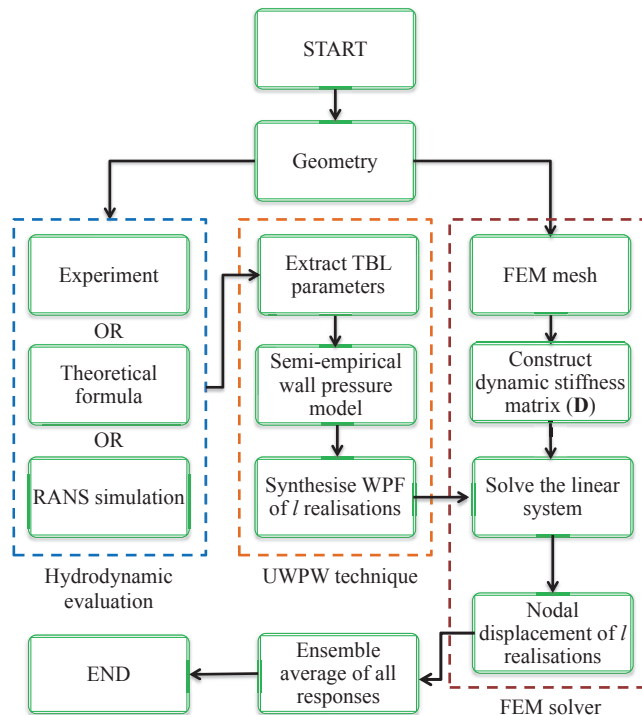 START
Geometry
Experiment
OR
Theoretical
formula
OR
RANS simulation
Hydrodynamic
evaluation
Extract TBL
parameters
Semi-empirical
wall pressure
model
Synthesise WPF
of l realisations
UWPW technique
FEM mesh
Construct
dynamic stiffness
matrix (D)
Solve the linear
system
Nodal
displacement of l
realisations
FEM solver
Ensemble
average of all
responses
END